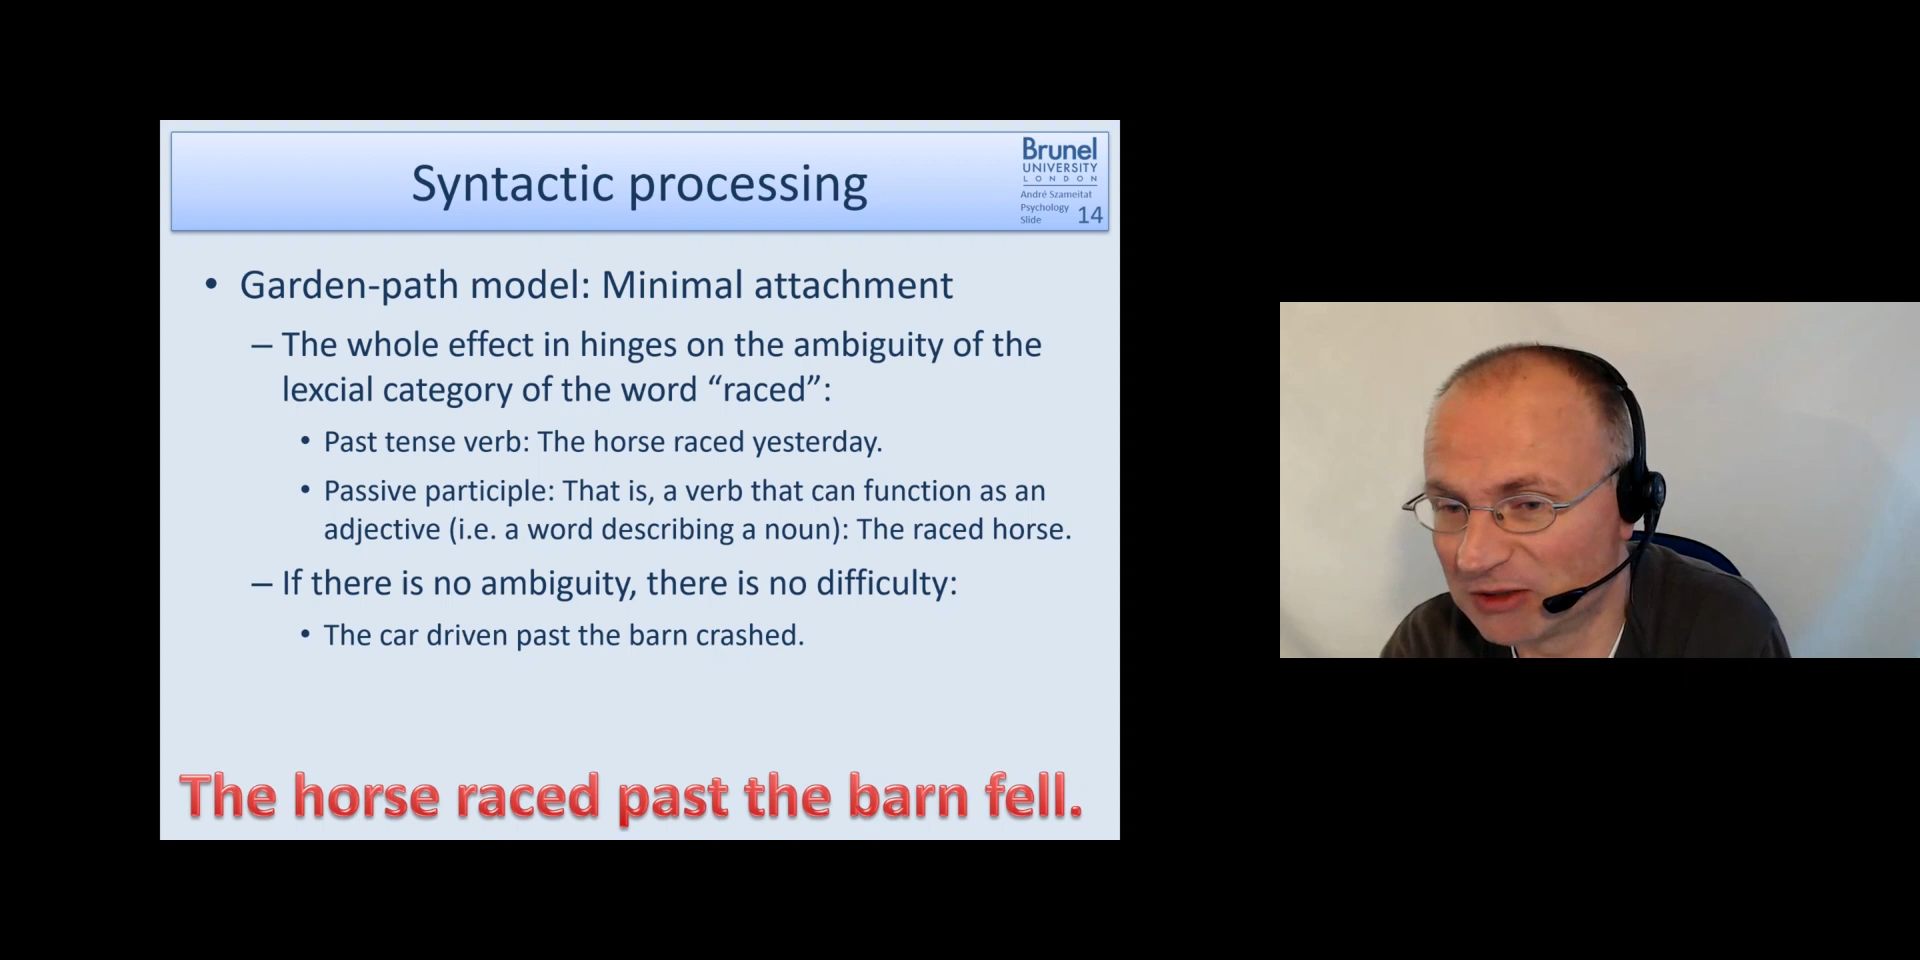 Syntactic processing
Brunel
UNIVERSITY
LONDON
André Szameitat
Psychology
Slide 14
• Garden-path model: Minimal attachment
– The whole effect in hinges on the ambiguity of the
lexcial category of the word “raced”:
• Past tense verb: The horse raced yesterday.
• Passive participle: That is, a verb that can function as an
adjective (i.e. a word describing a noun): The raced horse.
– If there is no ambiguity, there is no difficulty:
• The car driven past the barn crashed.
The horse raced past the barn fell.